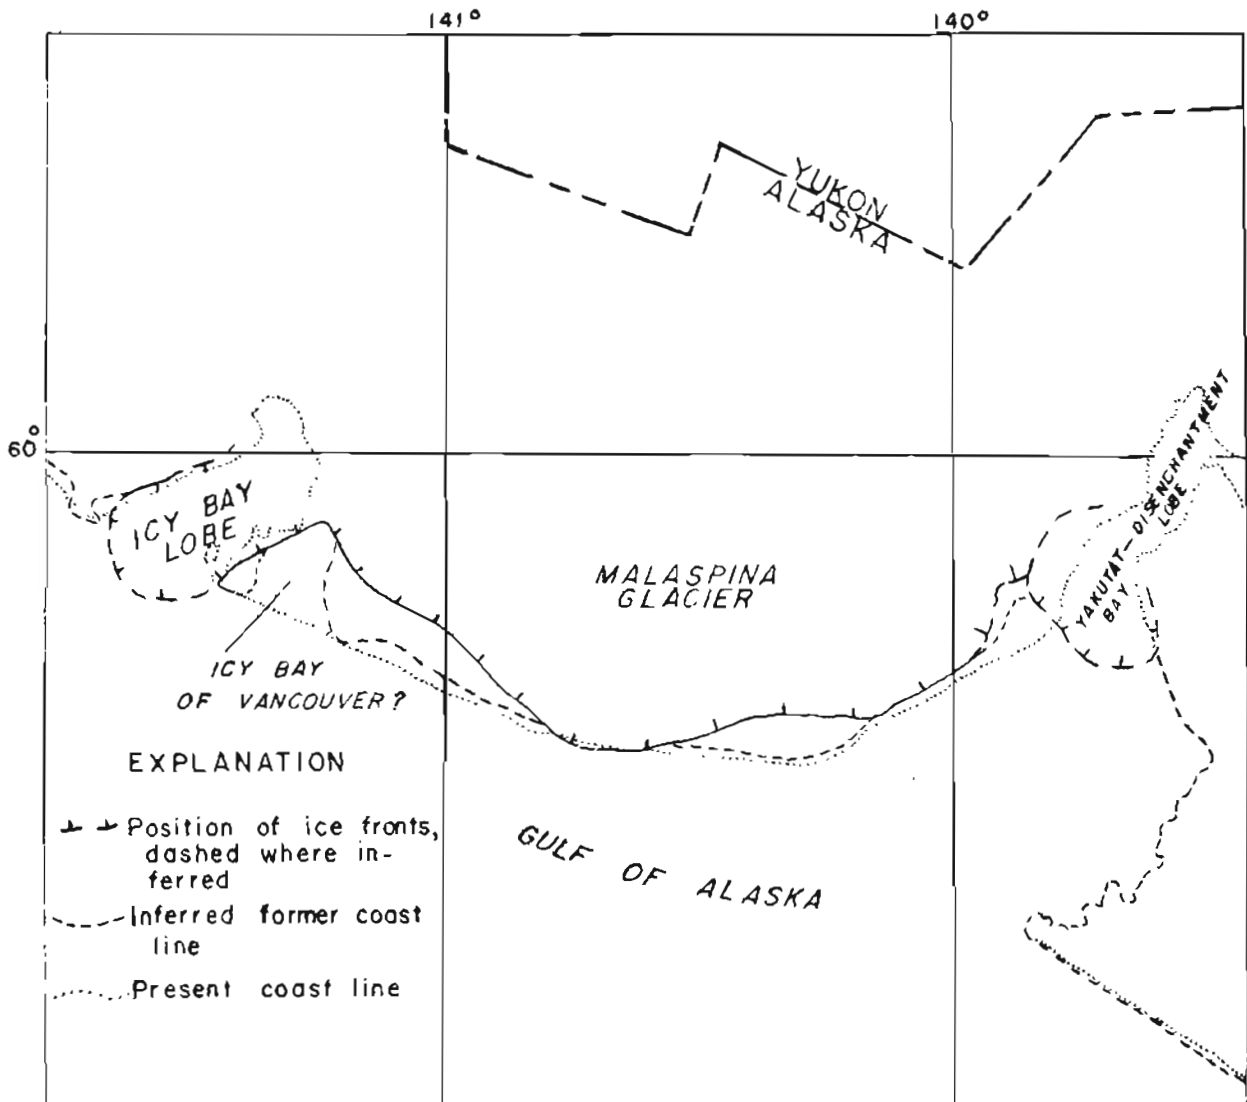 141° 140°
YUKON
ALASKA
60°
ICY BAY
LOBE
YAKUTAT — DISENCHANTMENT
BAY LOBE
MALASPINA
GLACIER
ICY BAY
OF VANCOUVER?
EXPLANATION
Position of ice fronts,
dashed where in-
ferred
Inferred former coast
line
Present coast line
GULF OF ALASKA